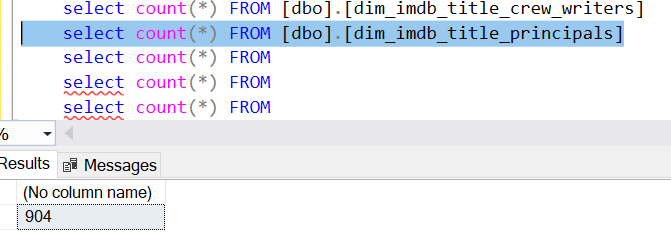 select count(*) FROM [dbo].[dim_imdb_title_crew_writers]
select count(*) FROM [dbo].[dim_imdb_title_principals]
select count(*) FROM
select count(*) FROM
select count(*) FROM
%
Results Messages
(No column name)
904